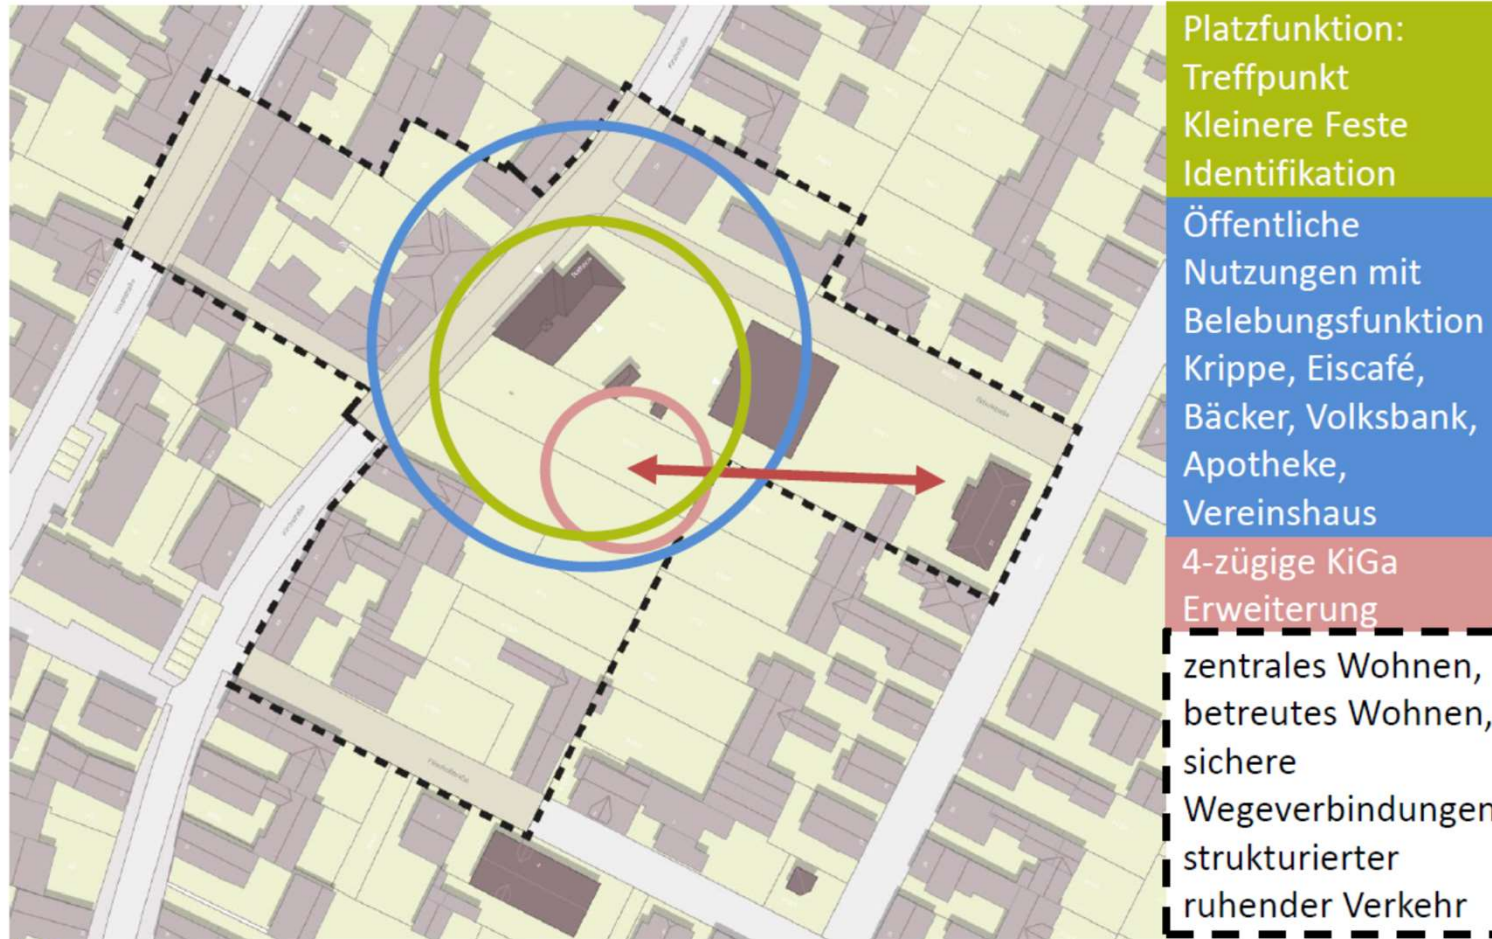 Platzfunktion:
Treffpunkt
Kleinere Feste
Identifikation
Öffentliche
Nutzungen mit
Belebungsfunktion
Krippe, Eiscafé,
Bäcker, Volksbank,
Apotheke,
Vereinshaus
4-zügige KiGa
Erweiterung
zentrales Wohnen,
betreutes Wohnen,
sichere
Wegeverbindungen
strukturierter
ruhender Verkehr